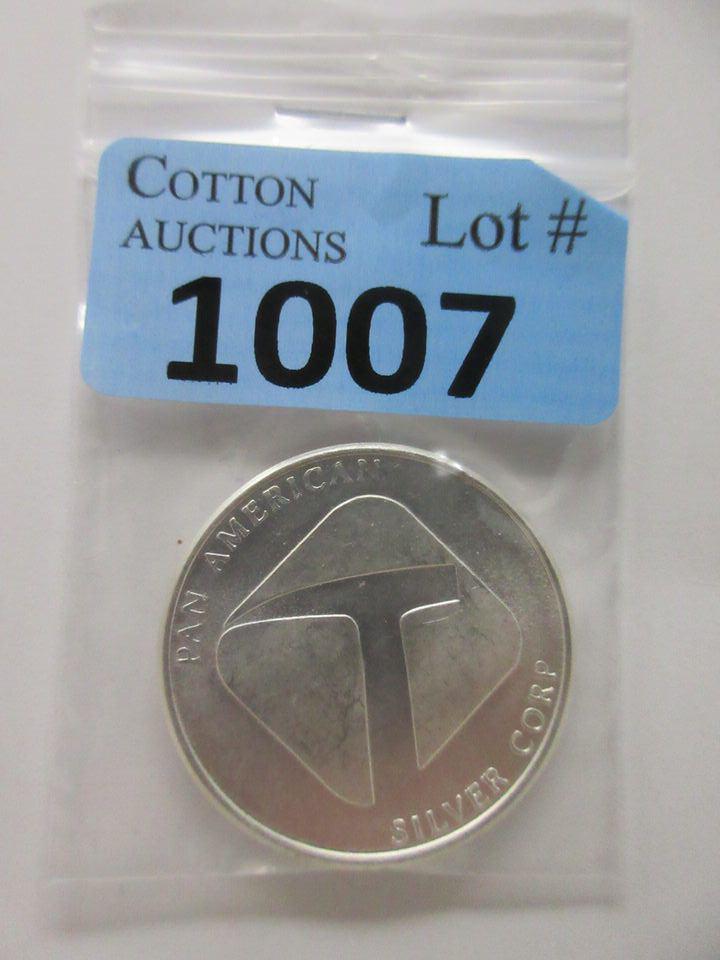 COTTON
AUCTIONS
Lot #
1007
PAN AMERICAN
SILVER CORP